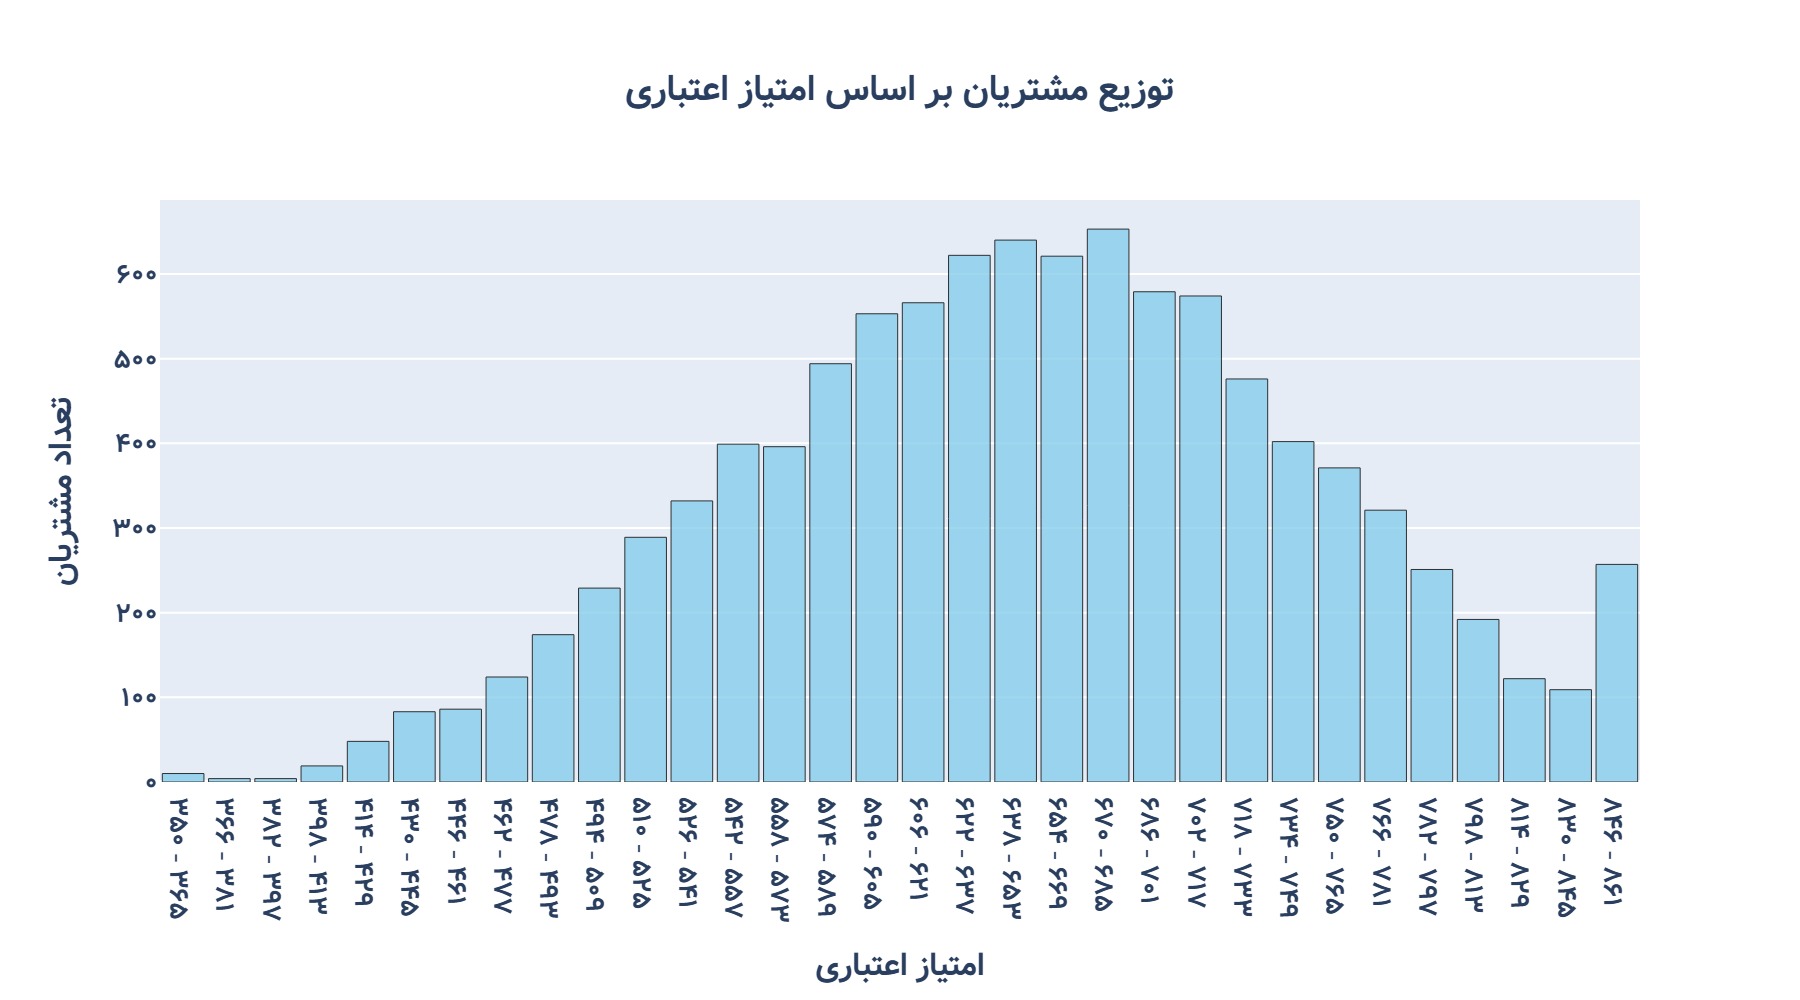 توزیع مشتریان بر اساس امتیاز اعتباری
تعداد مشتریان
۶۰۰
۵۰۰
۴۰۰
۳۰۰
۲۰۰
۱۰۰
۰
۳۵۰ - ۳۶۵
۳۶۶ - ۳۸۱
۳۸۲ - ۳۹۷
۳۹۸ - ۴۱۳
۴۱۴ - ۴۲۹
۴۳۰ - ۴۴۵
۴۴۶ - ۴۶۱
۴۶۲ - ۴۷۷
۴۷۸ - ۴۹۳
۴۹۴ - ۵۰۹
۵۱۰ - ۵۲۵
۵۲۶ - ۵۴۱
۵۴۲ - ۵۵۷
۵۵۸ - ۵۷۳
۵۷۴ - ۵۸۹
۵۹۰ - ۶۰۵
۶۰۶ - ۶۲۱
۶۲۲ - ۶۳۷
۶۳۸ - ۶۵۳
۶۵۴ - ۶۶۹
۶۷۰ - ۶۸۵
۶۸۶ - ۷۰۱
۷۰۲ - ۷۱۷
۷۱۸ - ۷۳۳
۷۳۴ - ۷۴۹
۷۵۰ - ۷۶۵
۷۶۶ - ۷۸۱
۷۸۲ - ۷۹۷
۷۹۸ - ۸۱۳
۸۱۴ - ۸۲۹
۸۳۰ - ۸۴۵
۸۴۶ - ۸۶۱
امتیاز اعتباری